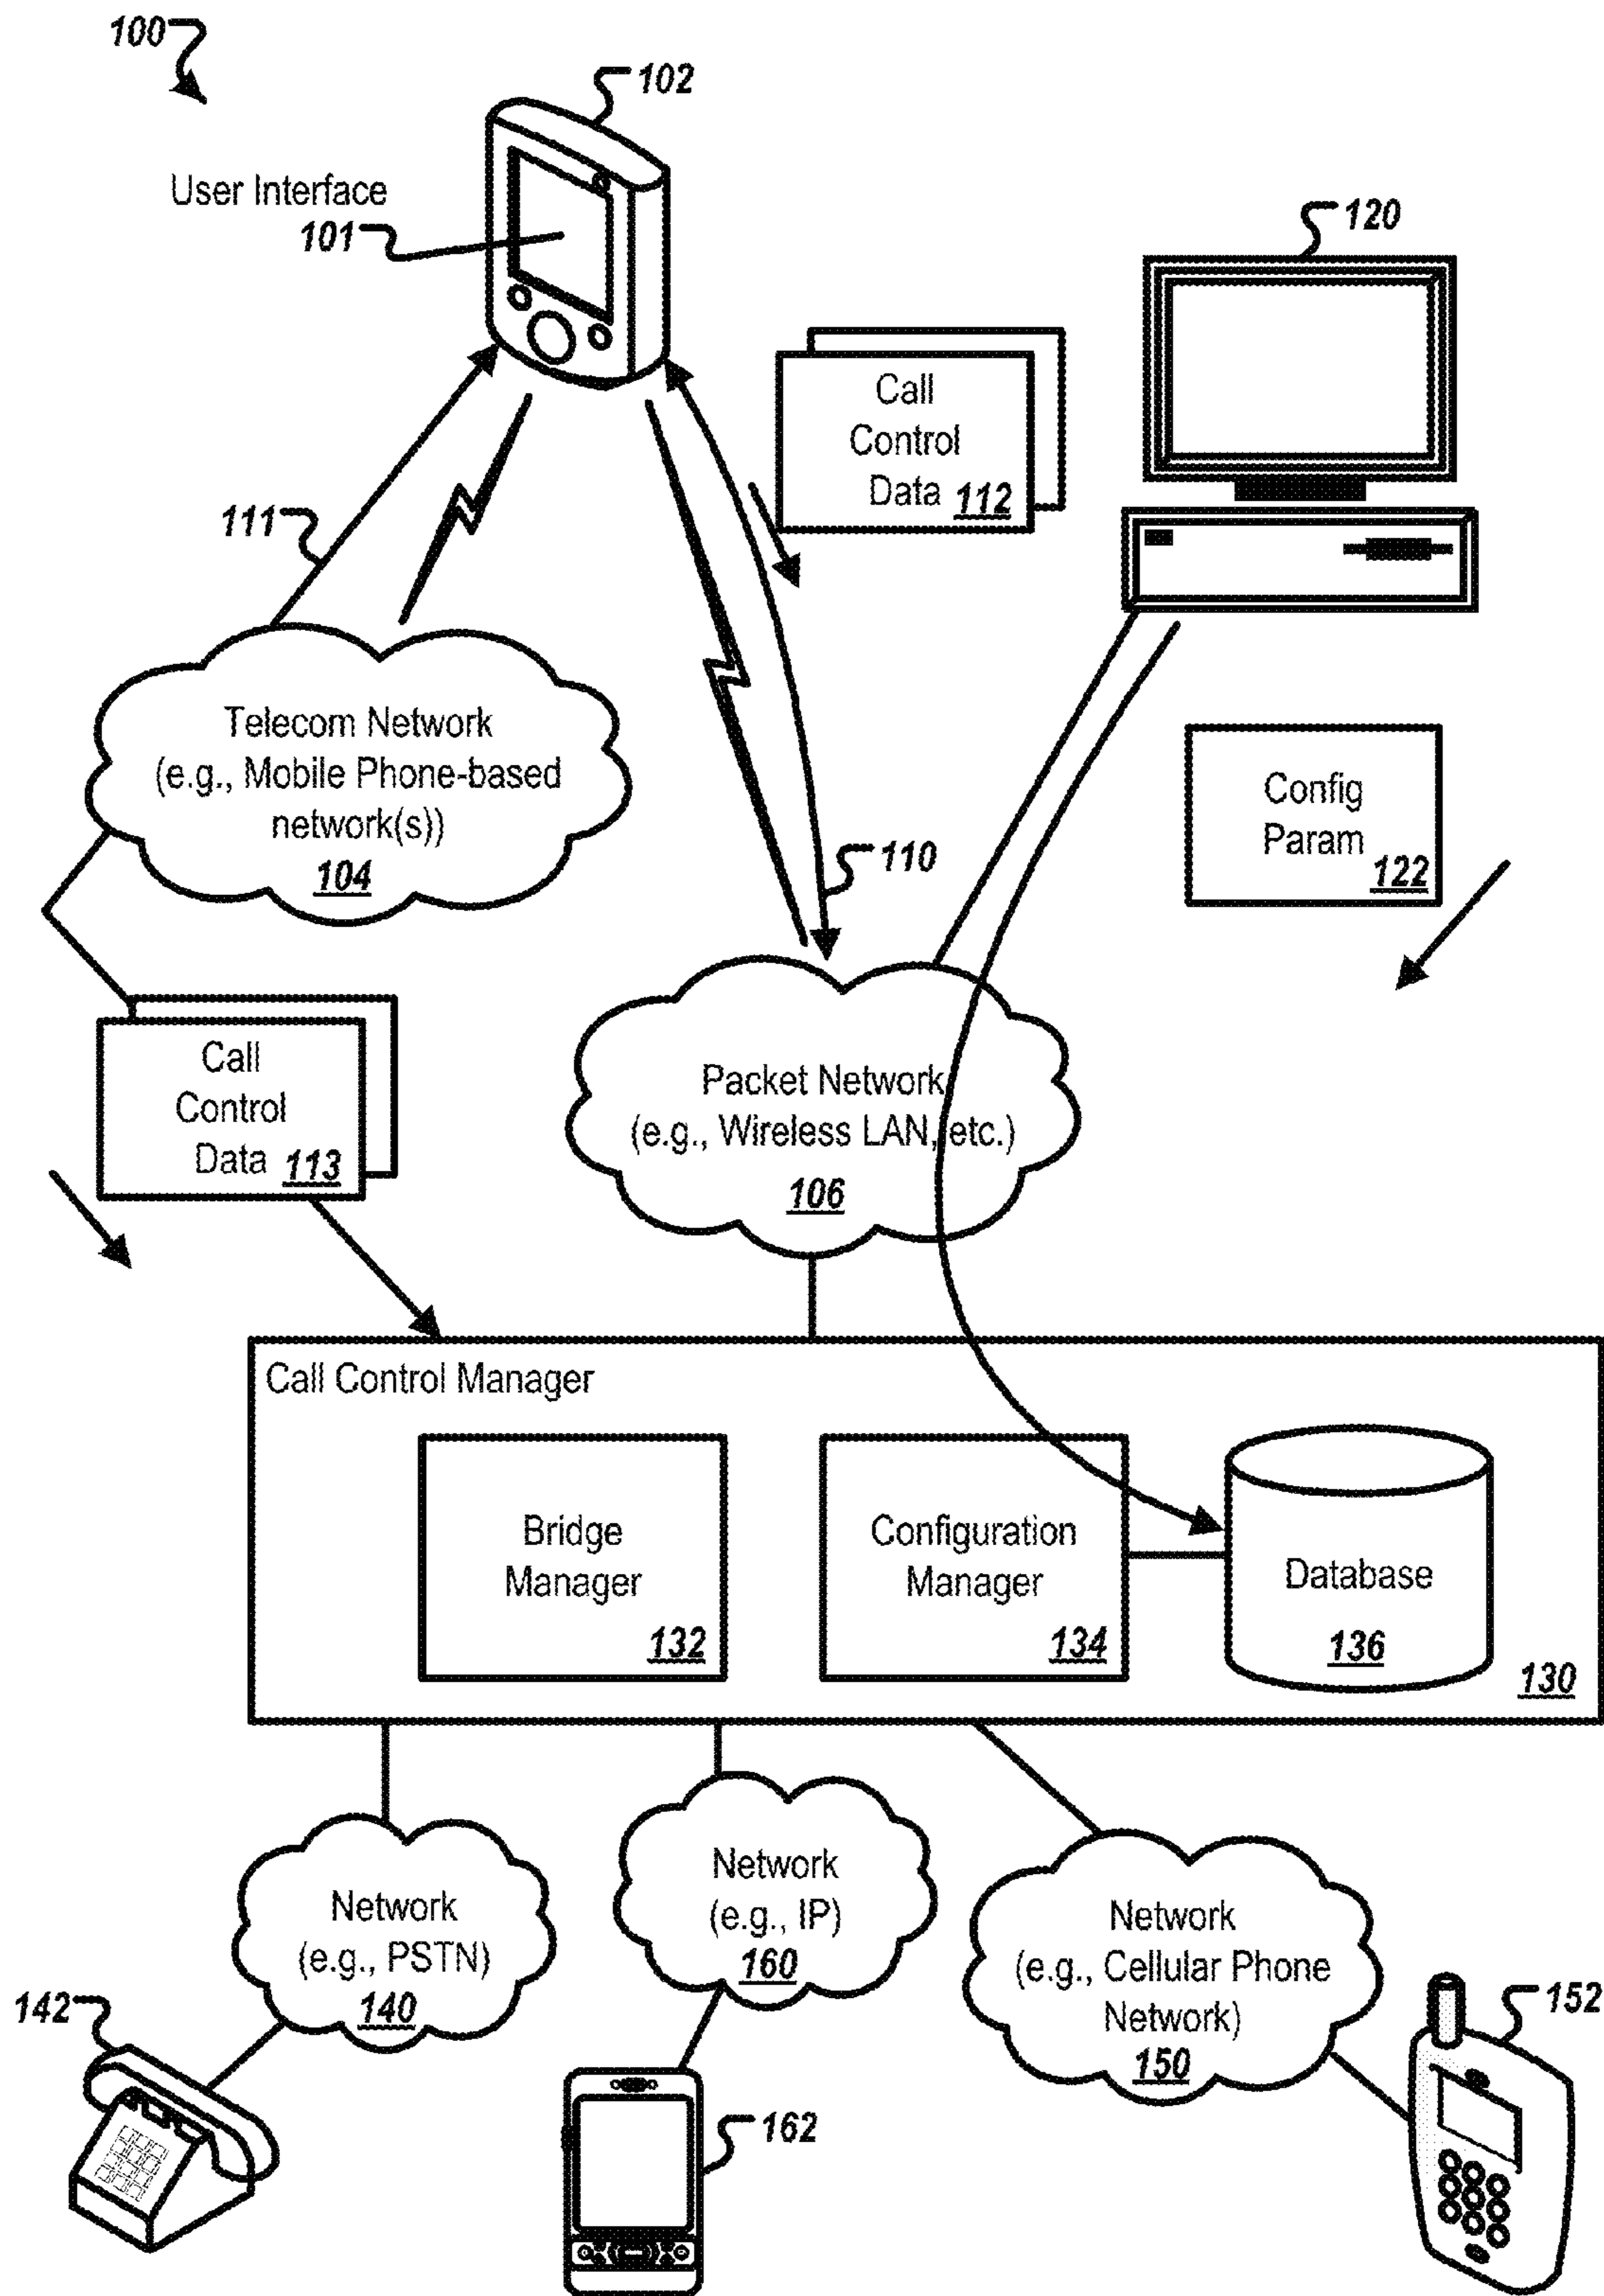 100
102
User Interface
101
120
Call
Control
Data 112
111
Telecom Network
(e.g., Mobile Phone-based
network(s))
104
Config
Param
122
110
Call
Control
Data 113
Packet Network
(e.g., Wireless LAN, etc.)
106
Call Control Manager
Bridge
Manager
132
Configuration
Manager
134
Database
136
130
Network
(e.g., PSTN)
140
Network
(e.g., IP)
160
Network
(e.g., Cellular Phone
Network)
150
142
162
152